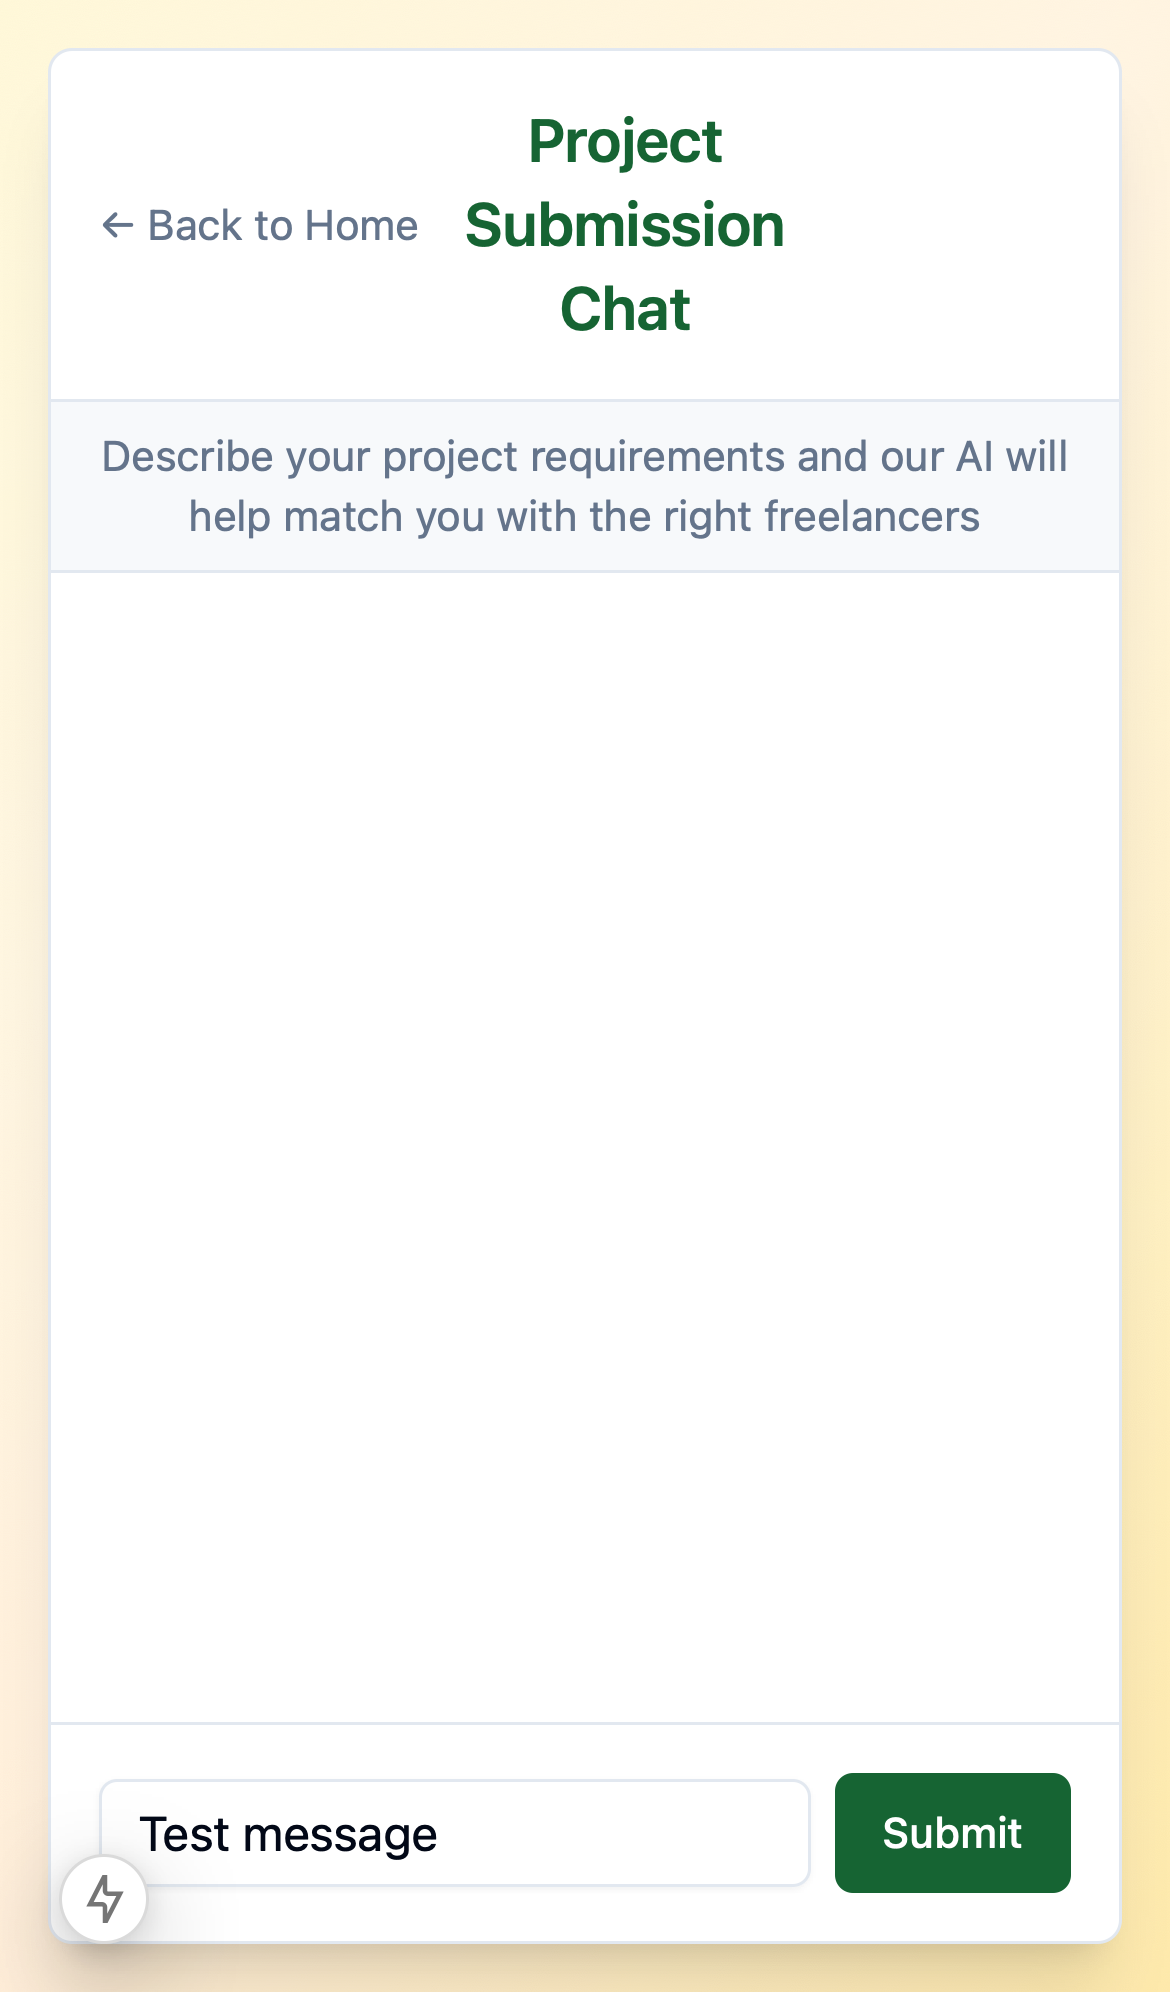 ← Back to Home
Project
Submission
Chat
Describe your project requirements and our AI will
help match you with the right freelancers
Test message
Submit